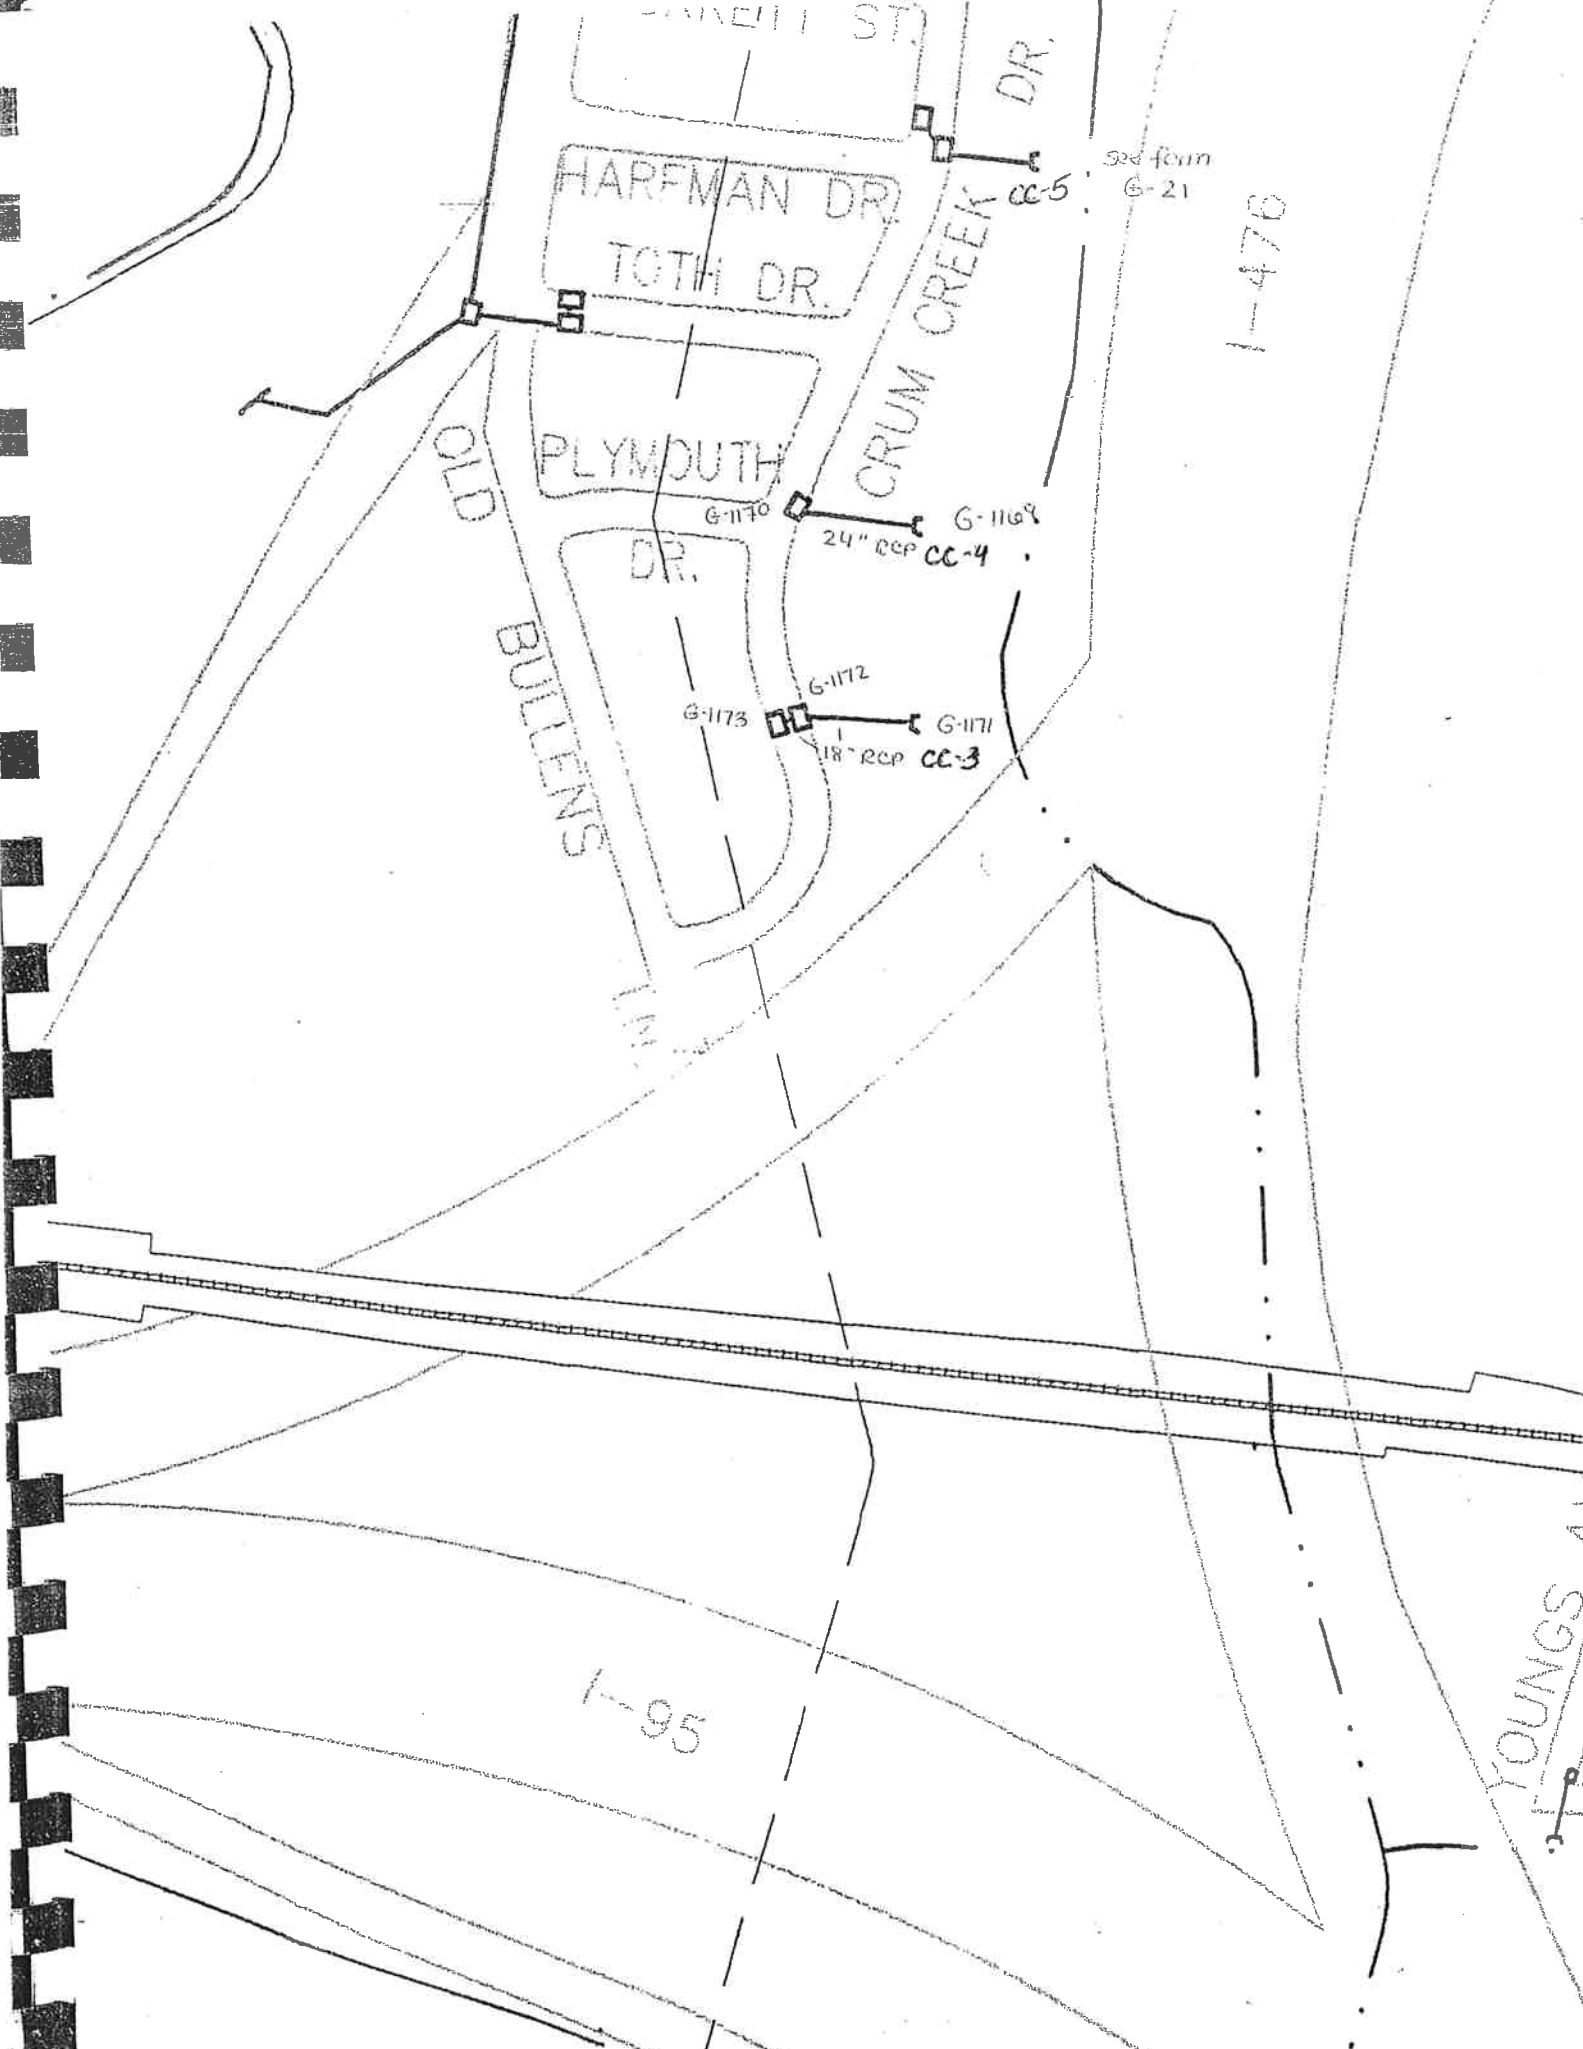 ST.
DR.
HARFMAN DR.
see form
G-21
CC-5
TOTH DR.
CRUM CREEK
I-476
OLD
PLYMOUTH
G-1170
24" RCP CC-4
DR.
BULLENS
G-1172
G-1173
G-1171
18" RCP CC-3
I-95
YOUNGS